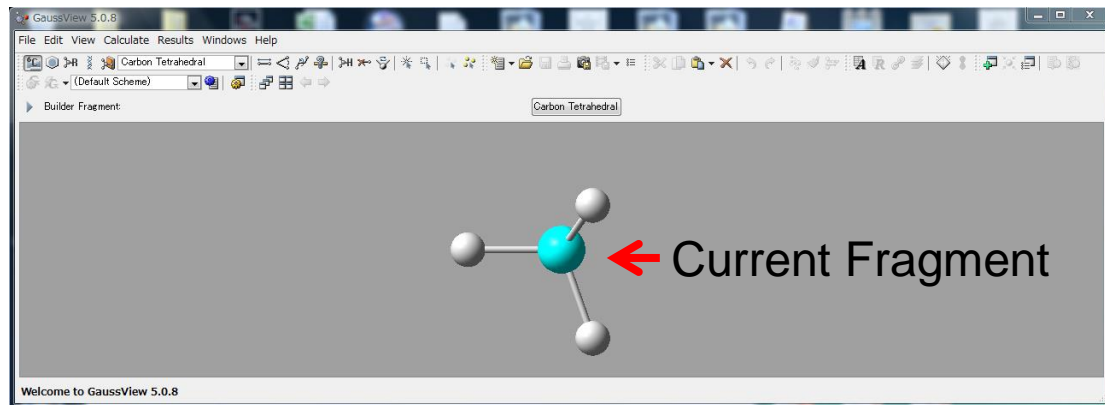 GaussView 5.0.8
File Edit View Calculate Results Windows Help
Carbon Tetrahedral
(Default Scheme)
Builder Fragment:
Carbon Tetrahedral
Current Fragment
Welcome to GaussView 5.0.8